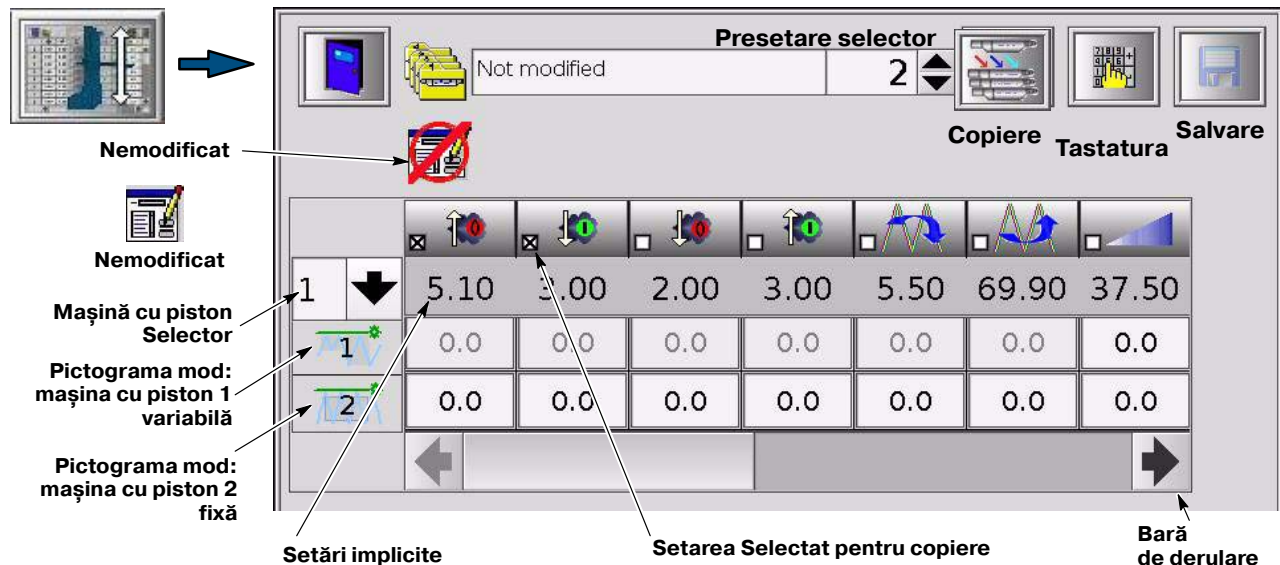 Presetare selector
Not modified
2
Copiere
Tastatura
Salvare
Nemodificat
Nemodificat
Mașină cu piston
Selector
Pictograma mod:
mașina cu piston 1
variabilă
Pictograma mod:
mașina cu piston 2
fixă
1
5.10 3.00 2.00 3.00 5.50 69.90 37.50
1 0.0 0.0 0.0 0.0 0.0 0.0 0.0
2 0.0 0.0 0.0 0.0 0.0 0.0 0.0
Setări implicite
Setarea Selectat pentru copiere
Bară
de derulare